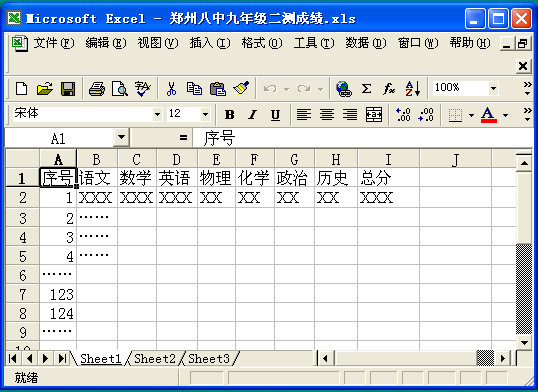 Microsoft Excel - 郑州八中九年级二测成绩.xls
文件(F) 编辑(E) 视图(V) 插入(I) 格式(O) 工具(T) 数据(D) 窗口(W) 帮助(H)
100%
宋体 12 B I U
A1 = 序号
A B C D E F G H I J
1 序号 语文 数学 英语 物理 化学 政治 历史 总分
2 1 XXX XXX XXX XX XX XX XX XXX
3 2 ……
4 3 ……
5 4 ……
6 ……
7 123
8 124
9 ……
Sheet1 Sheet2 Sheet3
就绪